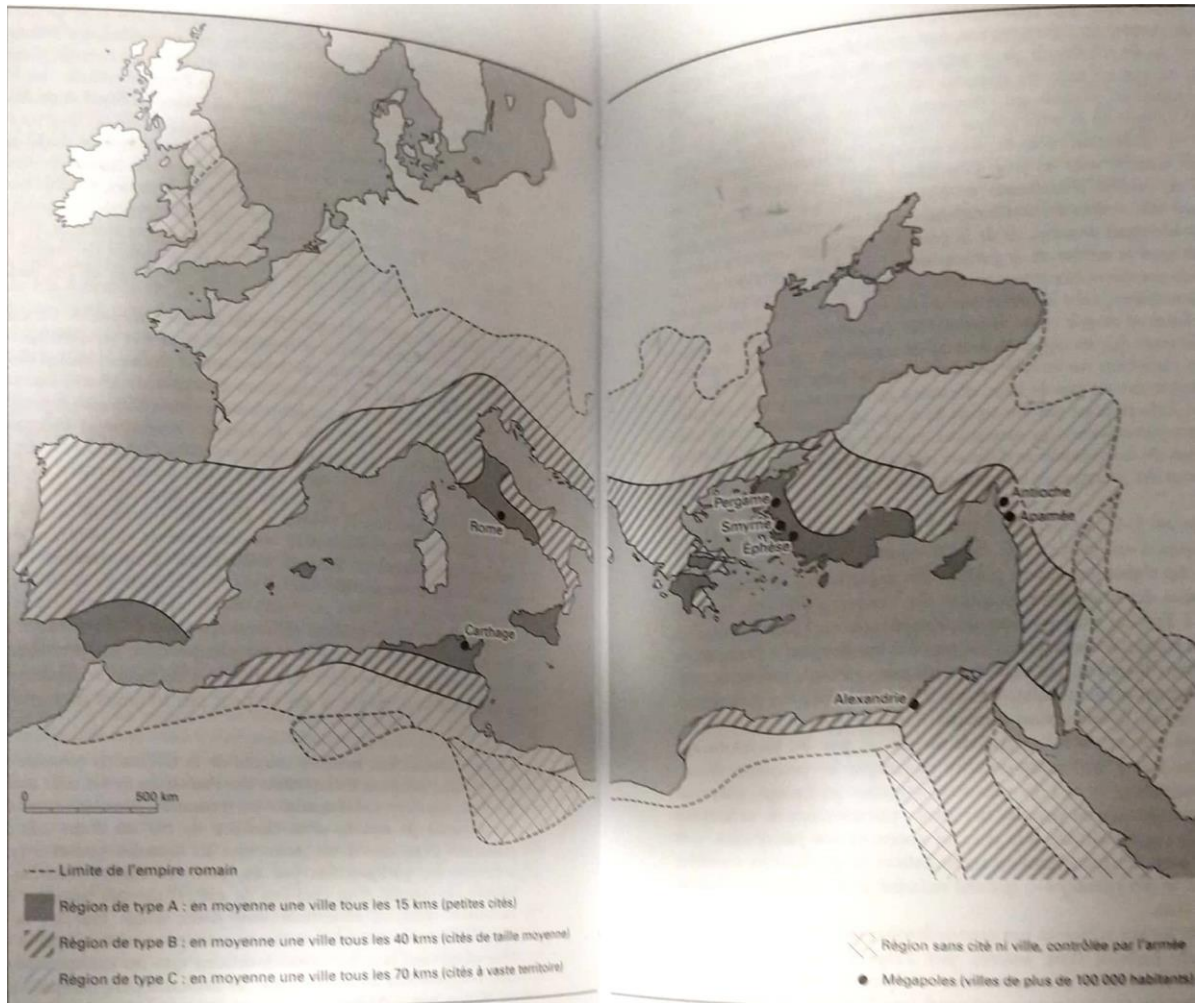 Rome
Carthage
0 500 km
---- Limite de l'empire romain
Région de type A : en moyenne une ville tous les 15 kms (petites cités)
Région de type B : en moyenne une ville tous les 40 kms (cités de taille moyenne)
Région de type C : en moyenne une ville tous les 70 kms (cités à vaste territoire)
Pergame
Smyrne
Éphèse
Antioche
Apamée
Alexandrie
Région sans cité ni ville, contrôlée par l'armée
Mégapoles (villes de plus de 100 000 habitants)